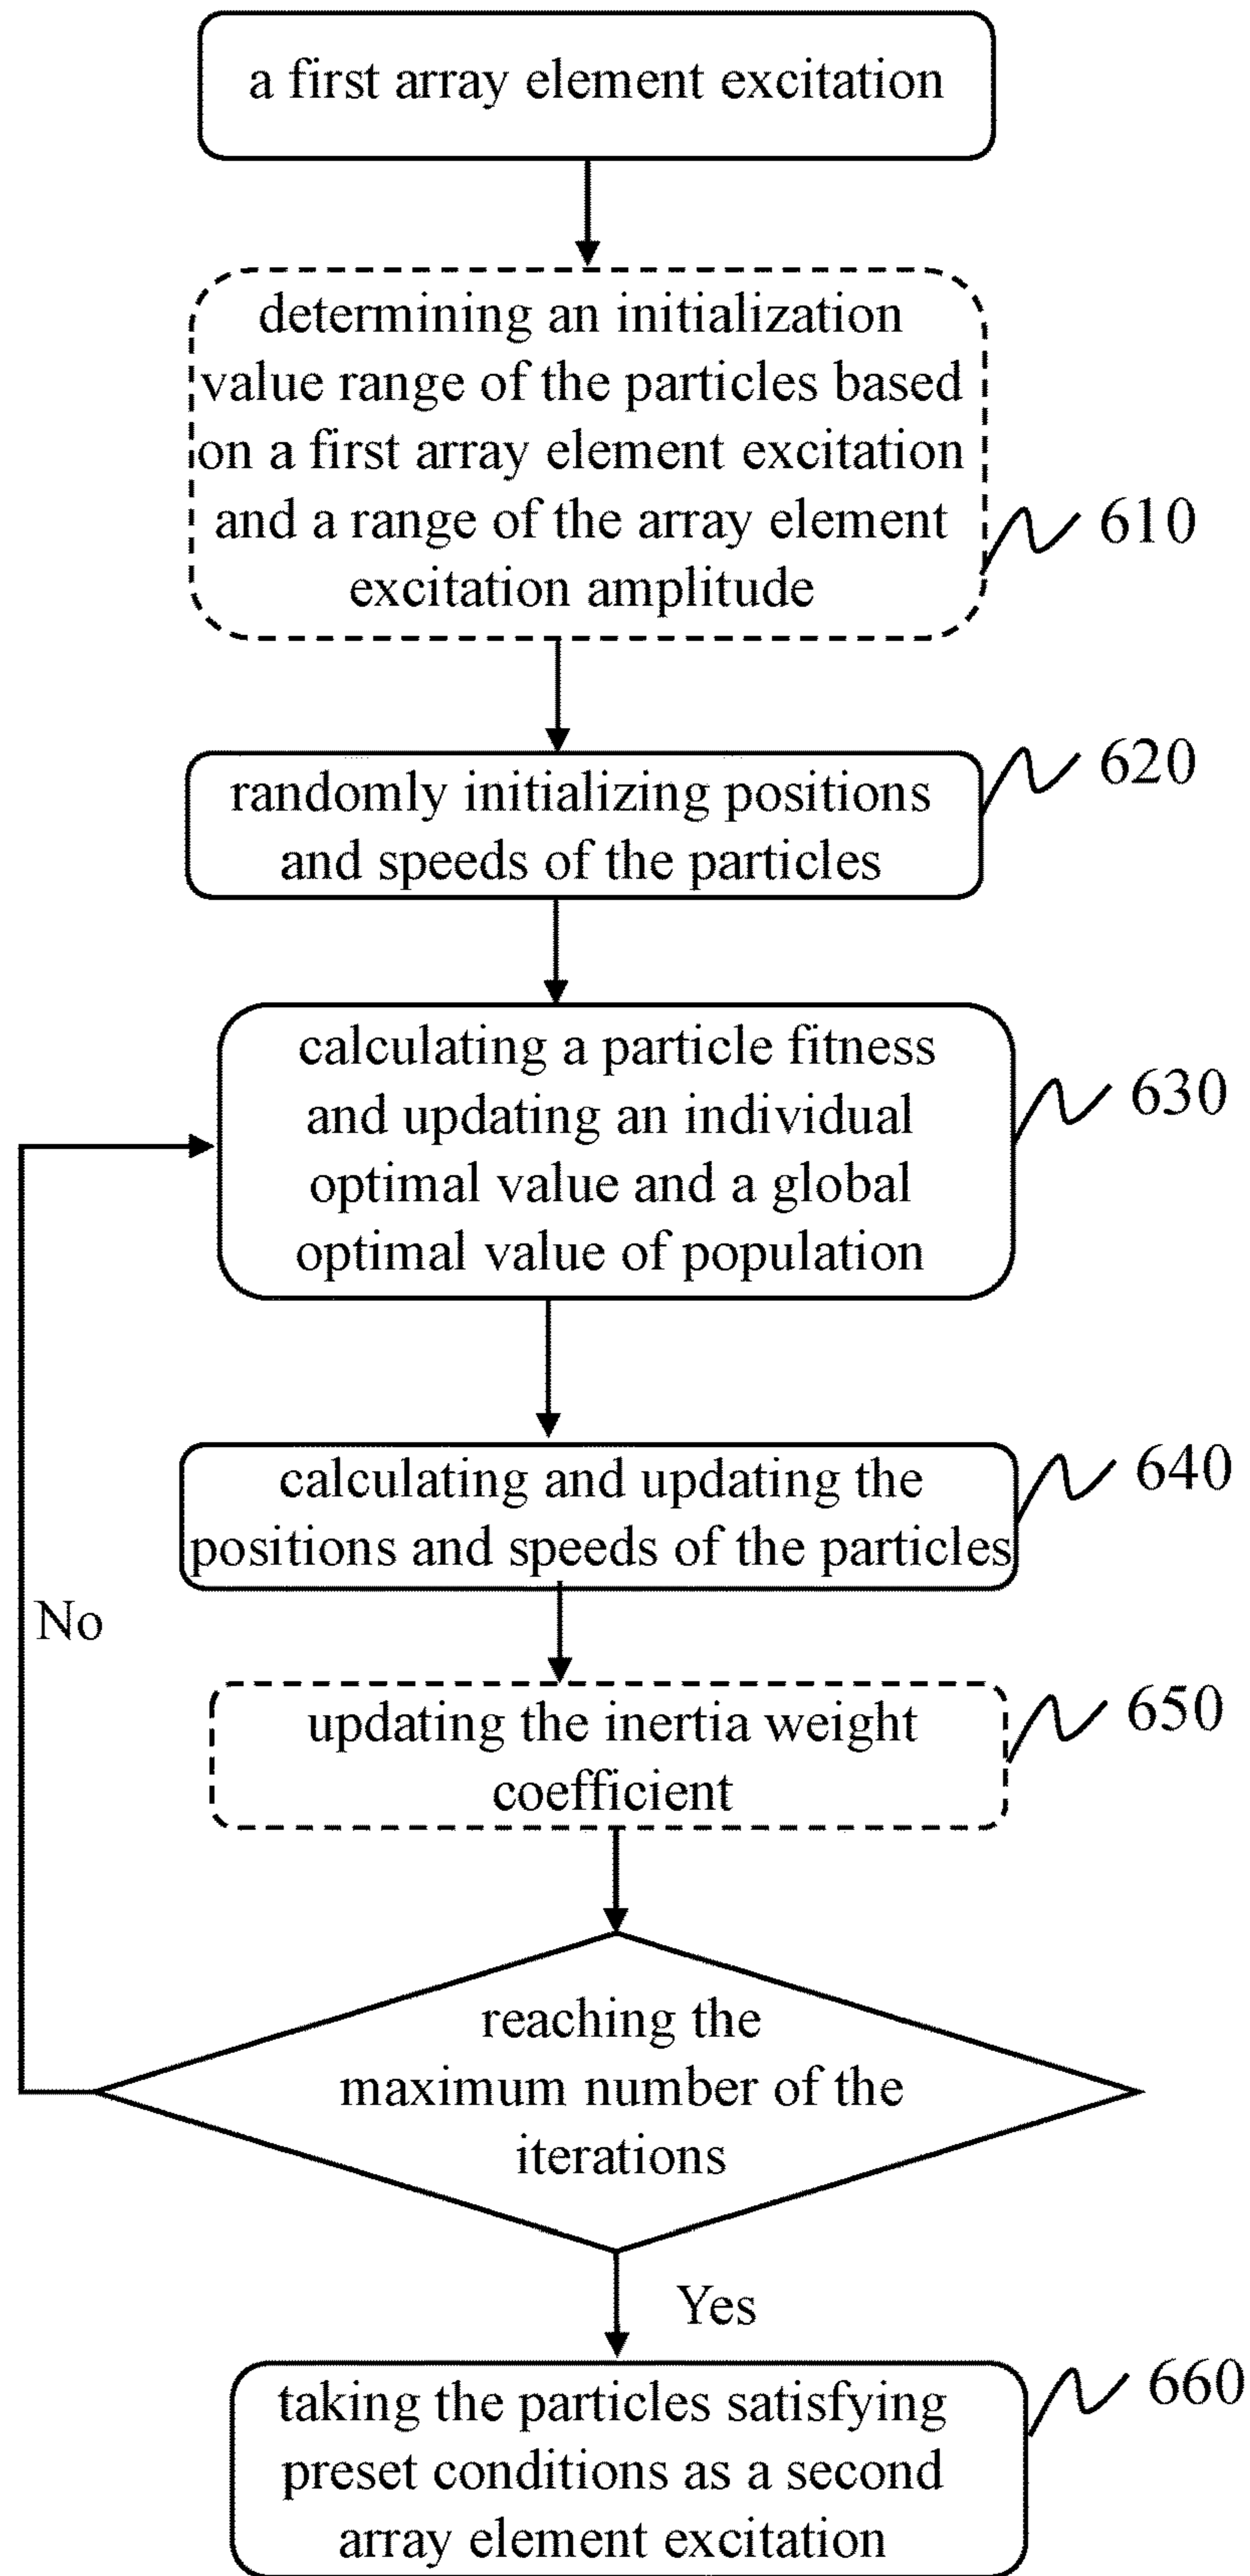 a first array element excitation
determining an initialization
value range of the particles based
on a first array element excitation
and a range of the array element
excitation amplitude
610
randomly initializing positions
and speeds of the particles
620
calculating a particle fitness
and updating an individual
optimal value and a global
optimal value of population
630
calculating and updating the
positions and speeds of the particles
640
No
updating the inertia weight
coefficient
650
reaching the
maximum number of the
iterations
Yes
taking the particles satisfying
preset conditions as a second
array element excitation
660